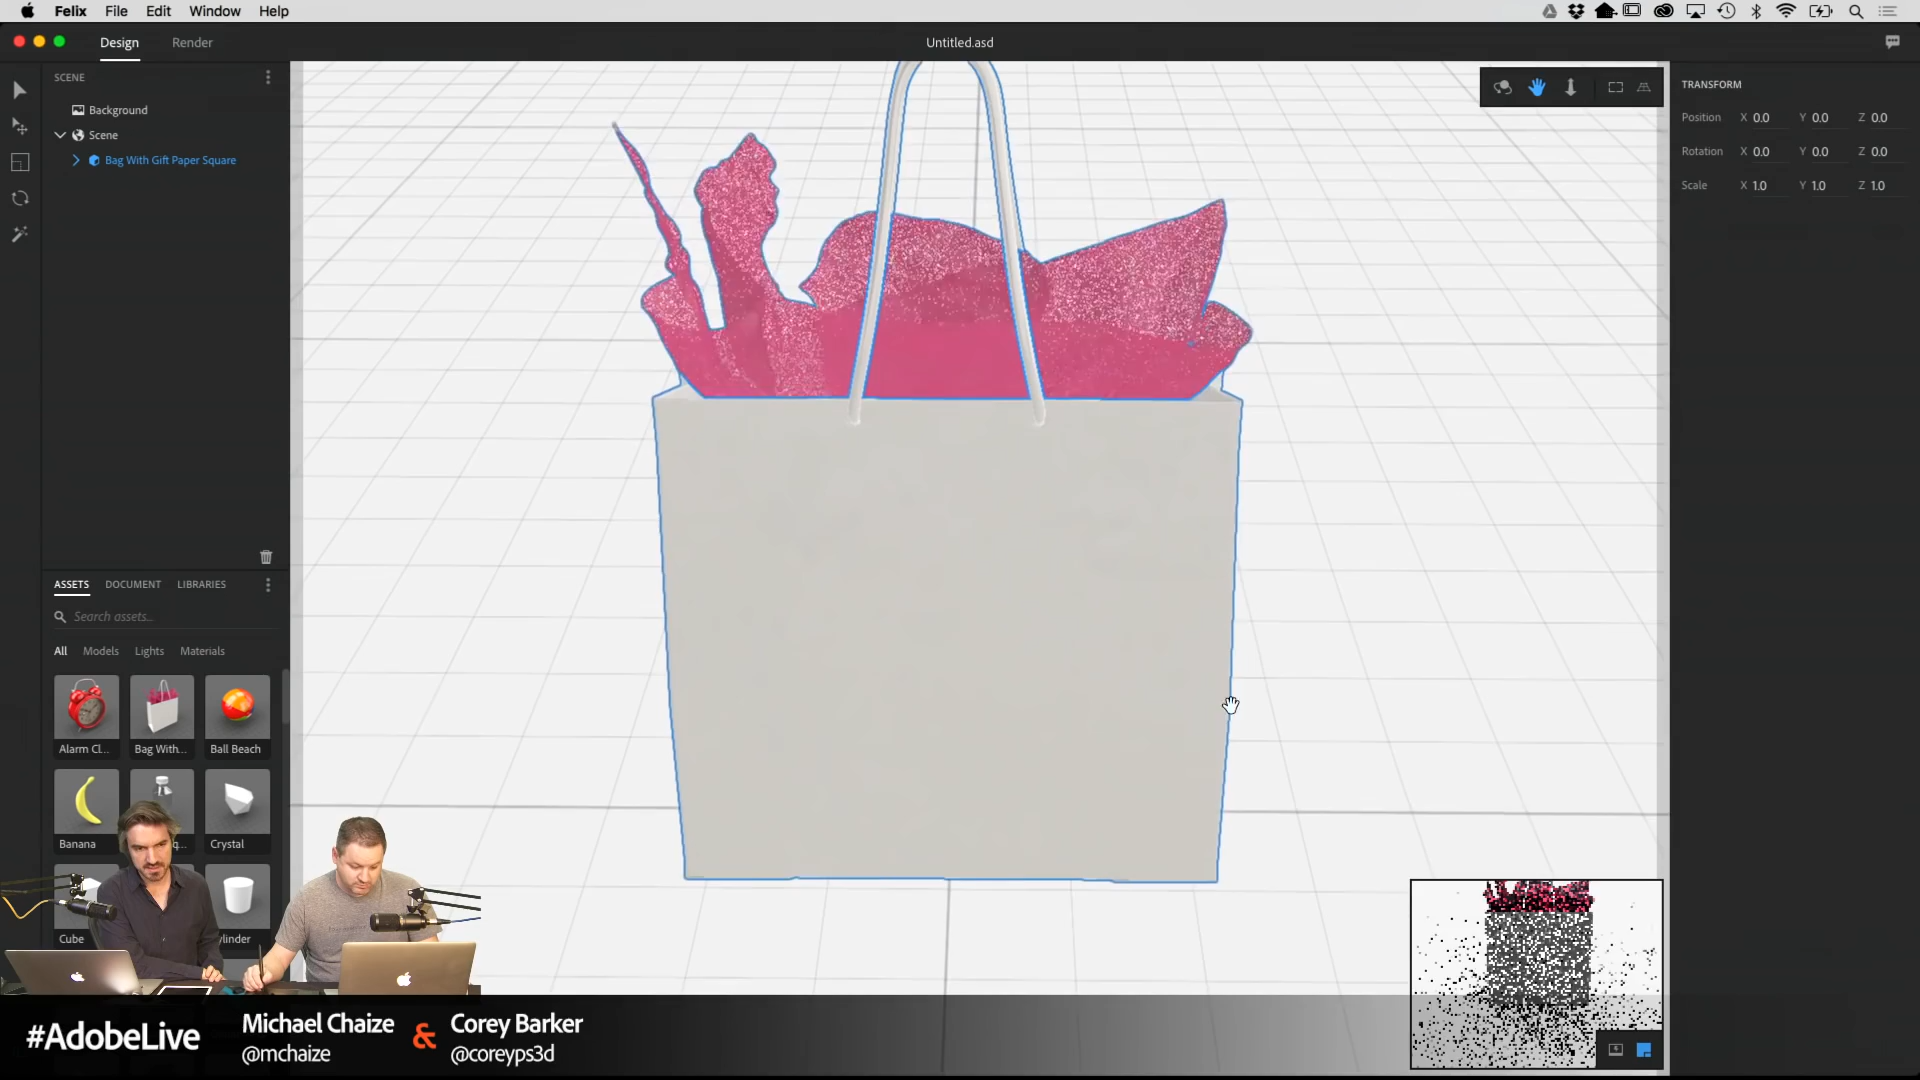 Felix File Edit Window Help
Design Render Untitled.asd
SCENE
Background
Scene
Bag With Gift Paper Square
TRANSFORM
Position X 0.0 Y 0.0 Z 0.0
Rotation X 0.0 Y 0.0 Z 0.0
Scale X 1.0 Y 1.0 Z 1.0
ASSETS DOCUMENT LIBRARIES
Search assets...
All Models Lights Materials
Alarm Cl... Bag With... Ball Beach
Banana Crystal
Cube
#AdobeLive
Michael Chaize & Corey Barker
@mchaize @coreyps3d